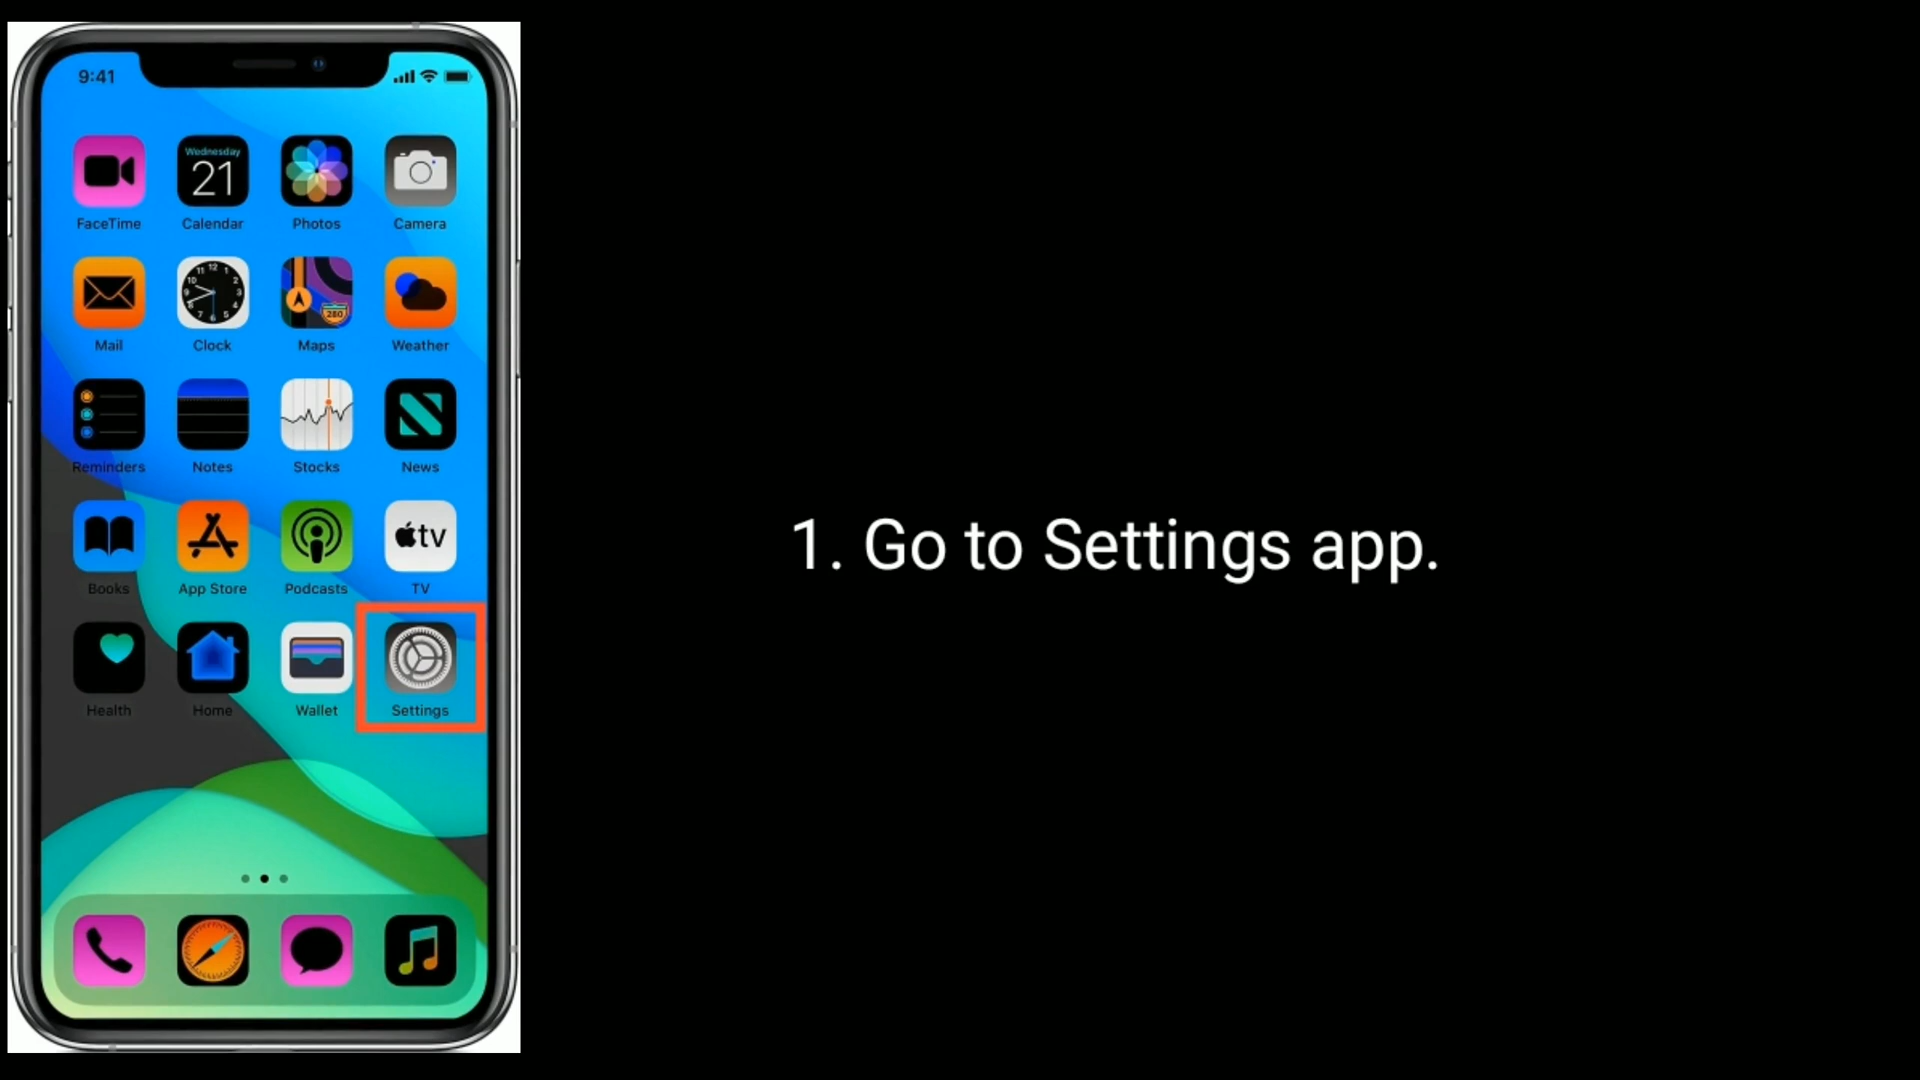 9:41
Wednesday
21
FaceTime Calendar Photos Camera
280
Mail Clock Maps Weather
Reminders Notes Stocks News
tv
Books App Store Podcasts TV
Health Home Wallet Settings
1. Go to Settings app.